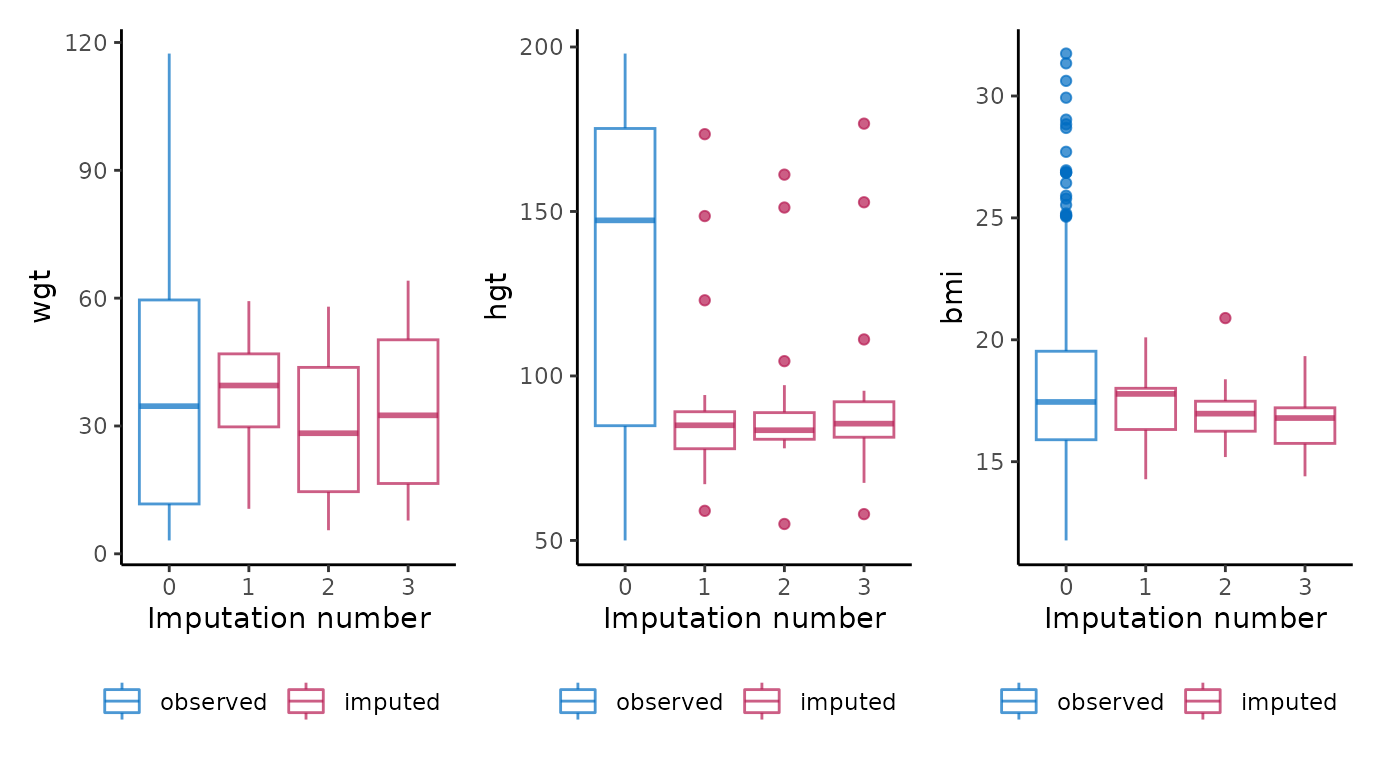 wgt
120
90
60
30
0
0 1 2 3
Imputation number
observed imputed
hgt
200
150
100
50
0 1 2 3
Imputation number
observed imputed
bmi
30
25
20
15
0 1 2 3
Imputation number
observed imputed